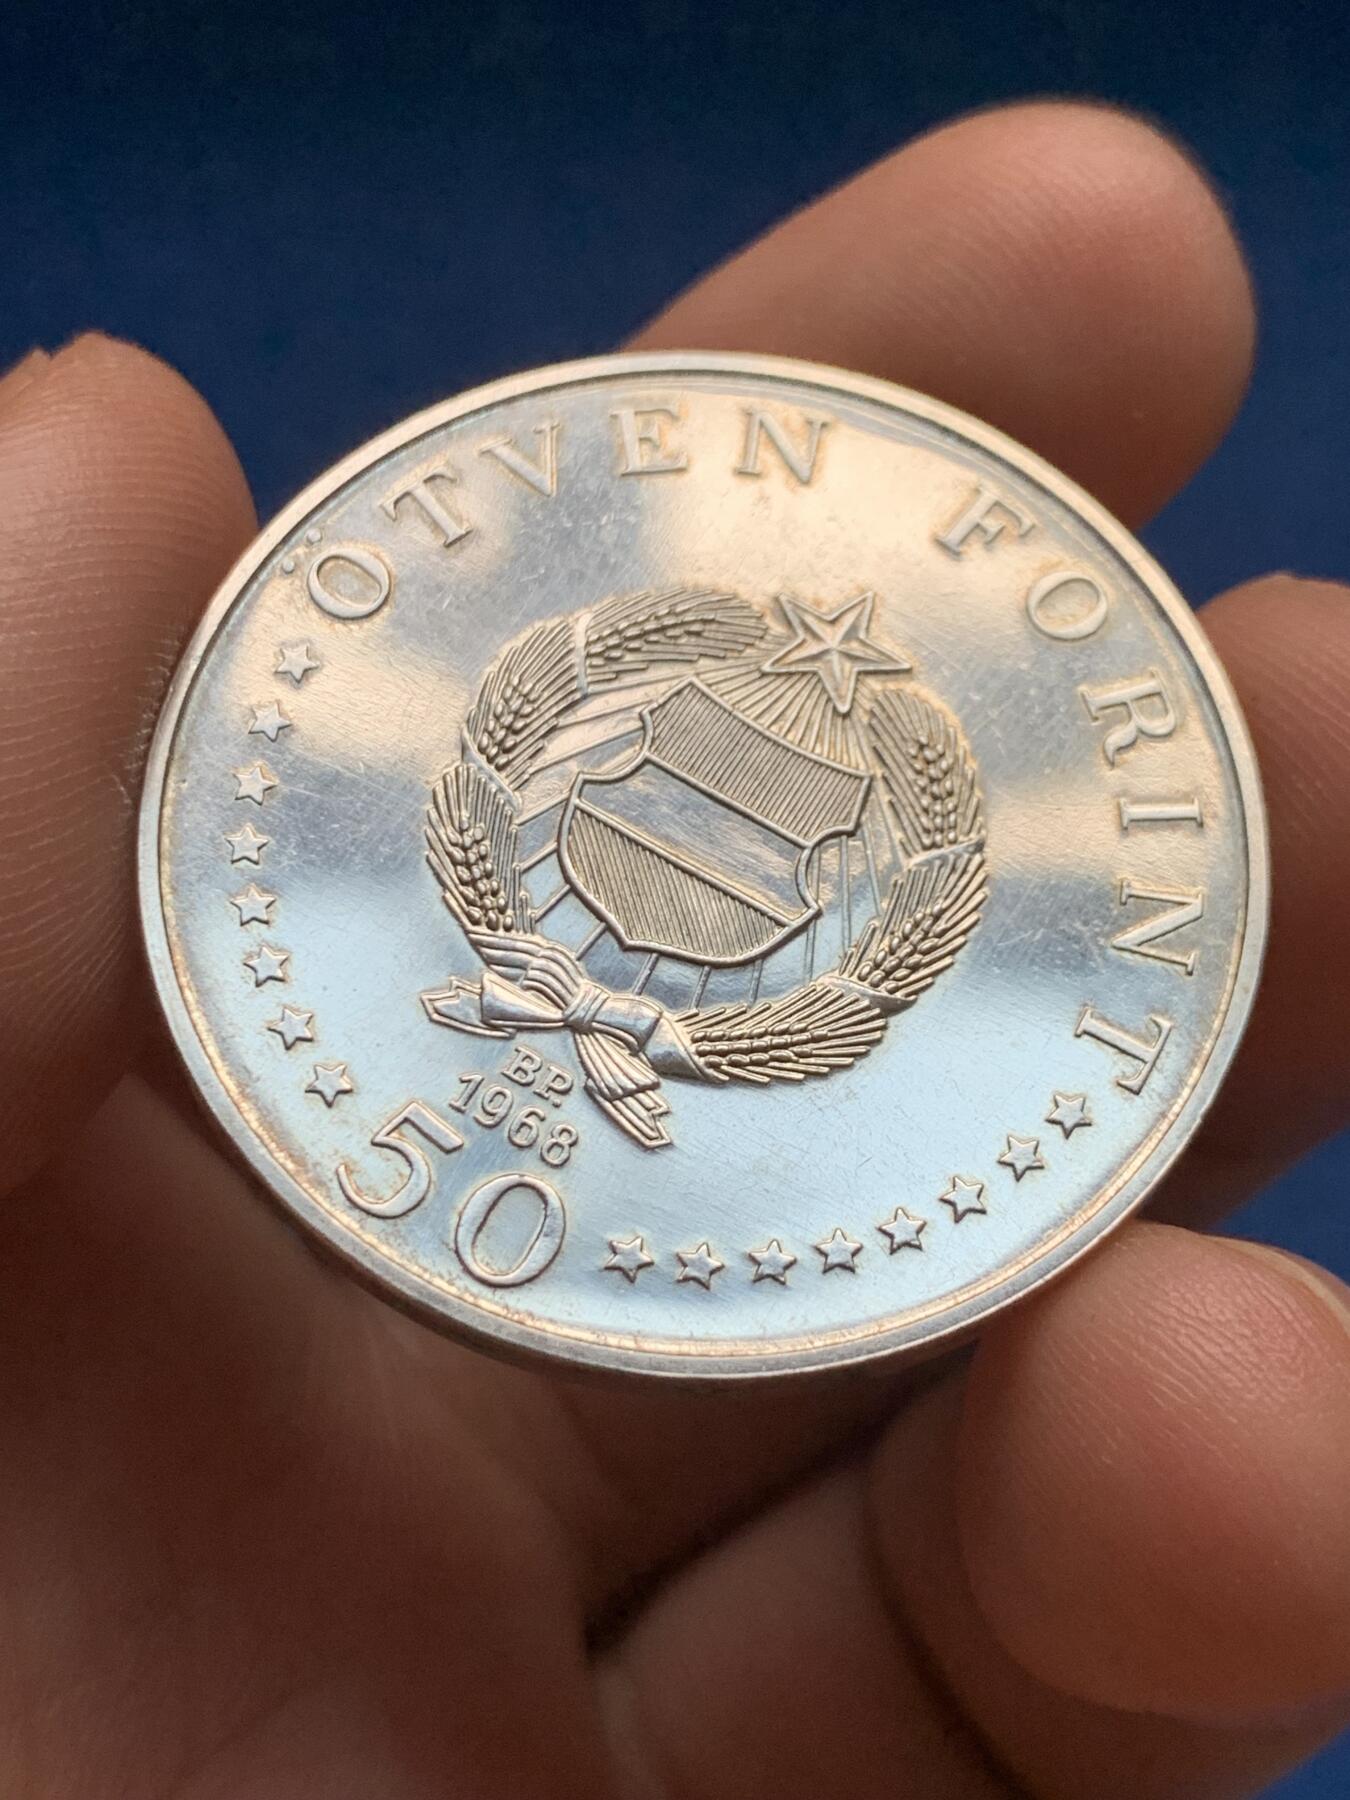 ÖTVEN FORINT
BP.
1968
50